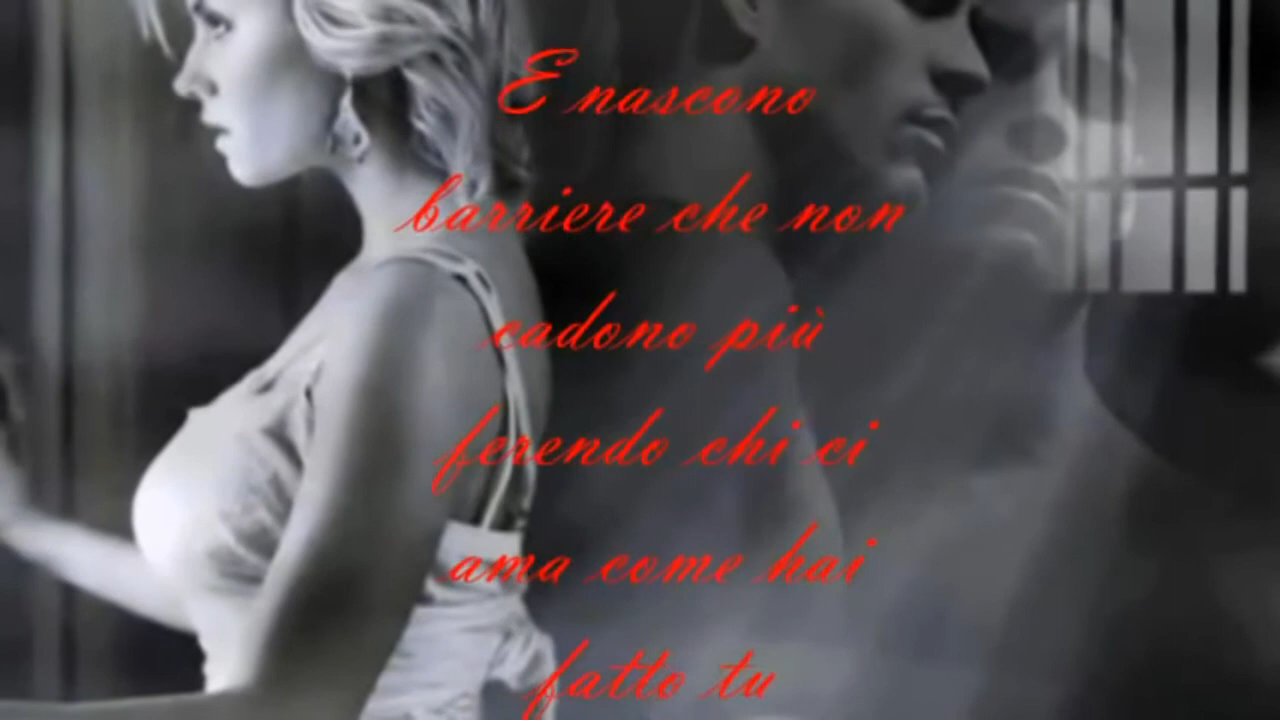 E nascono
barriere che non
cadono più
ferendo chi ci
ama come hai
fatto tu